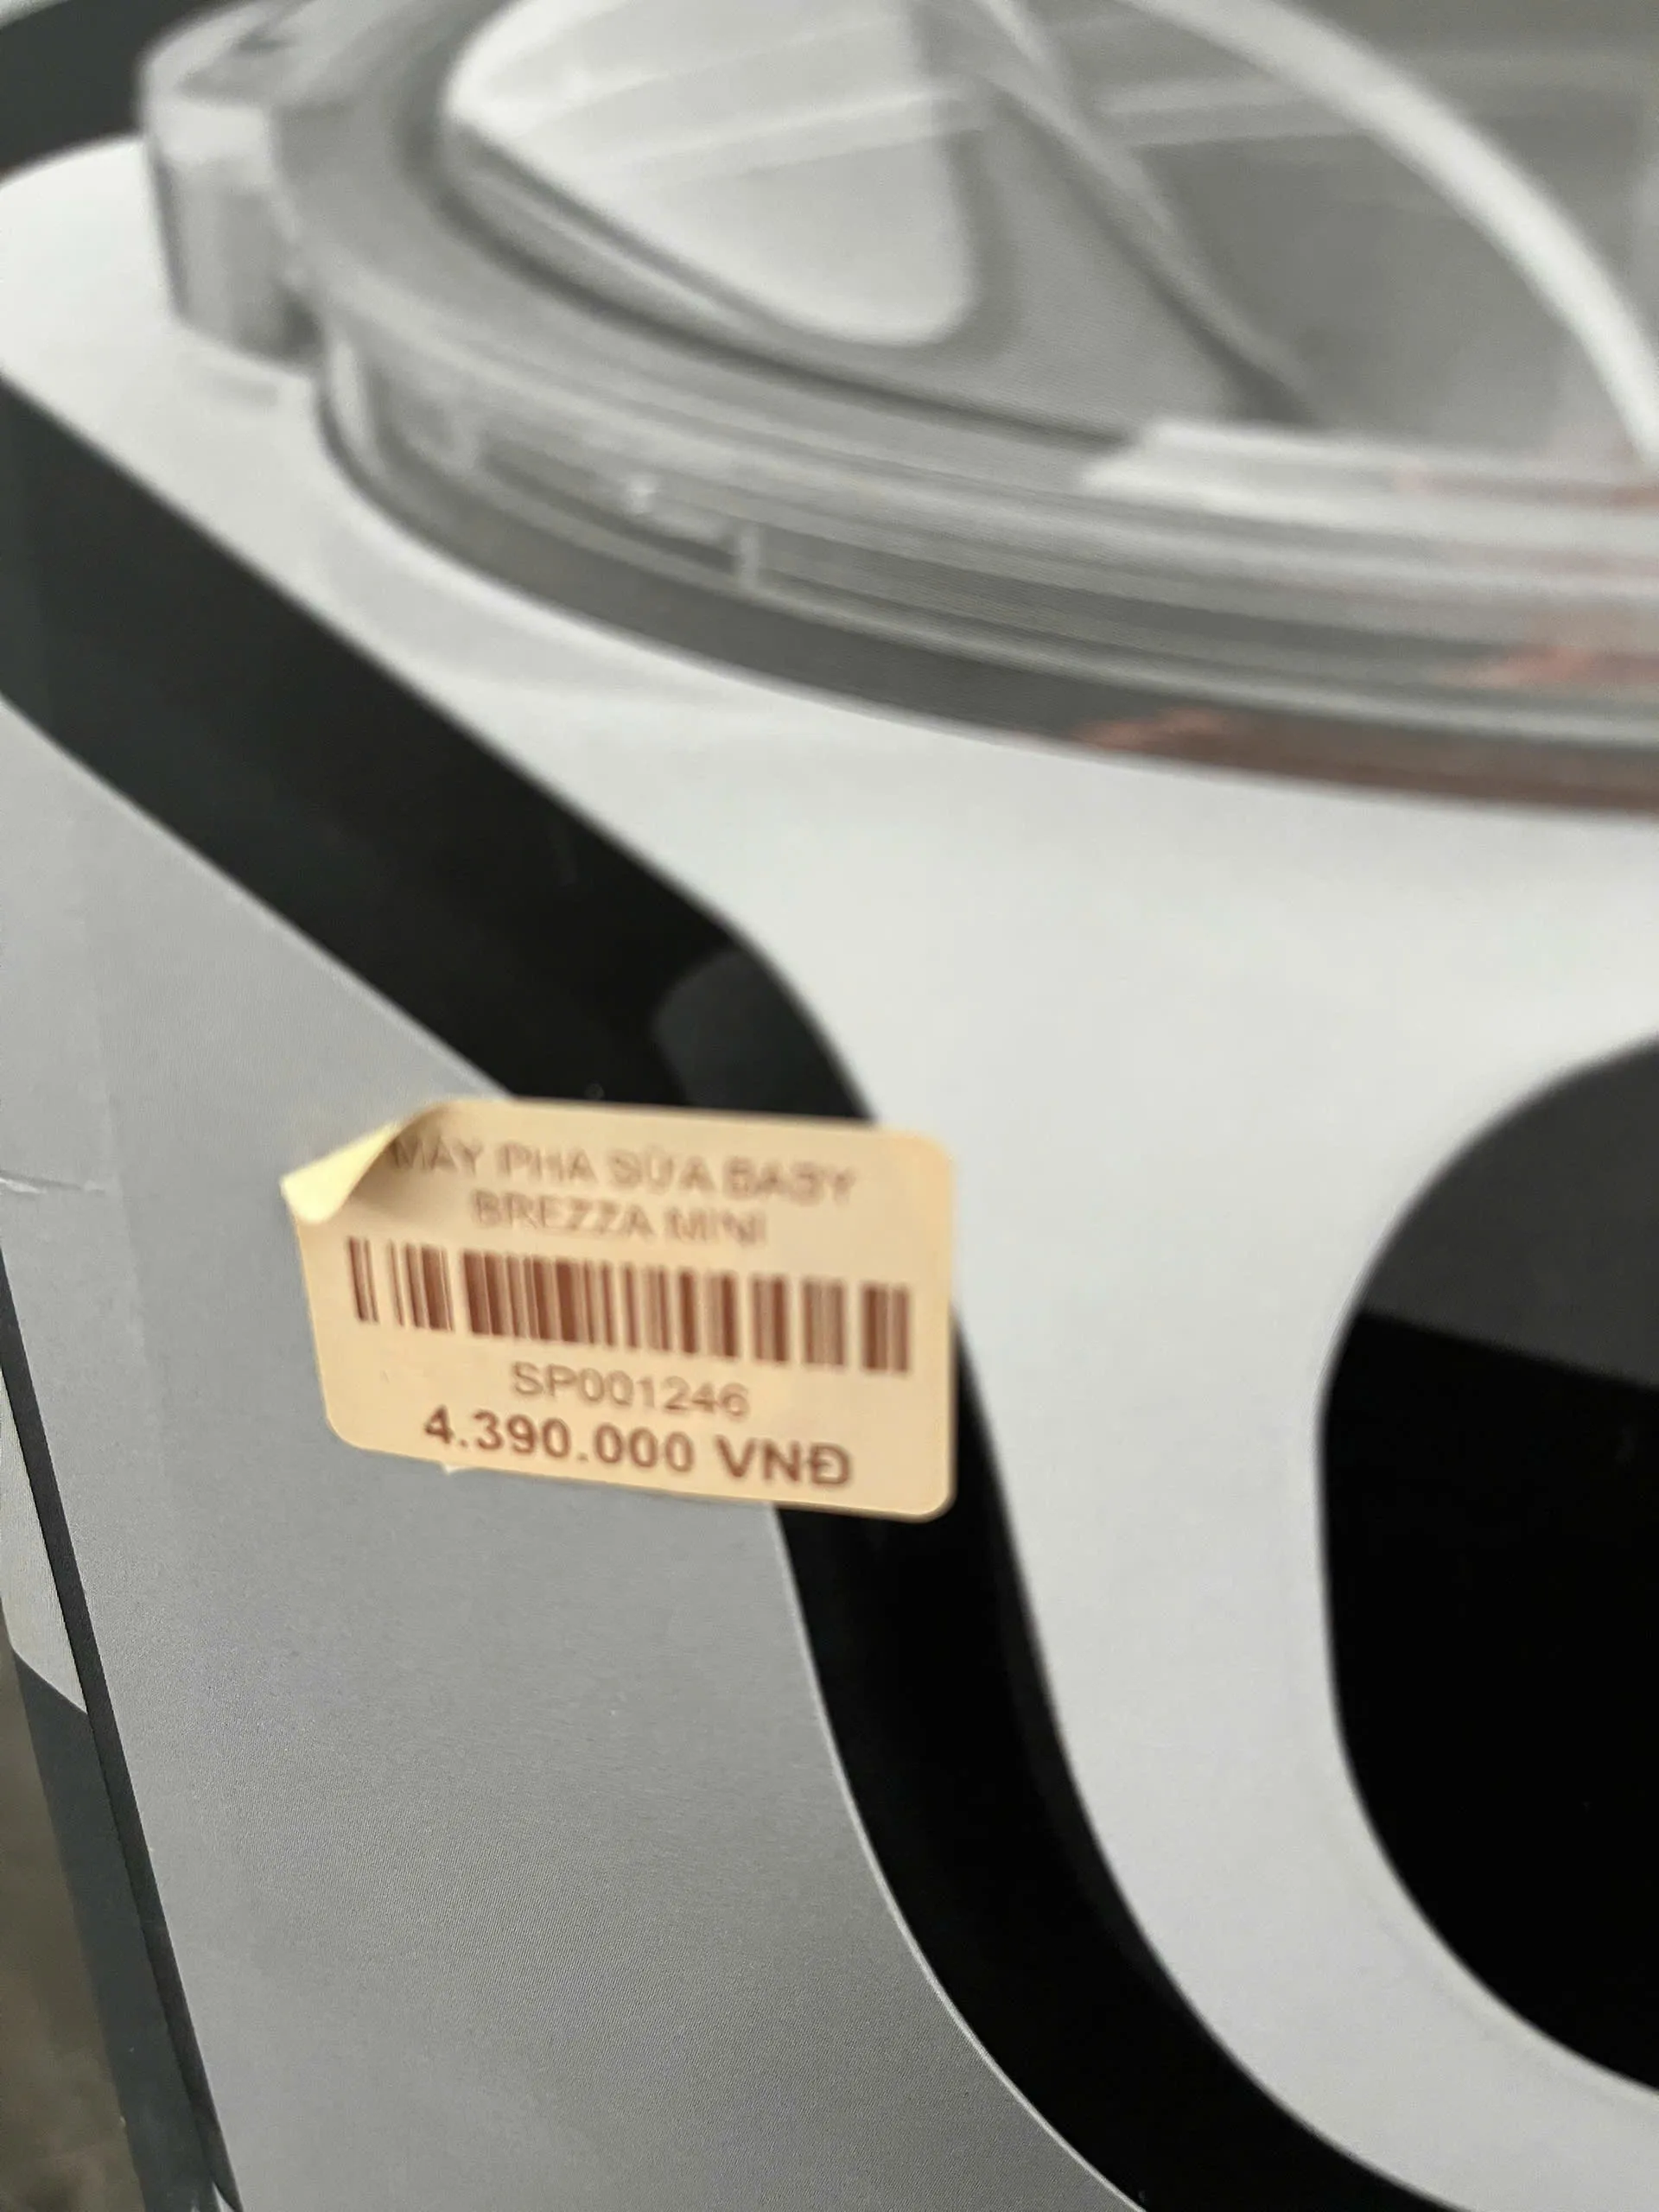 MÁY PHA SỮA BABY
BREZZA MINI
SP001246
4.390.000 VNĐ